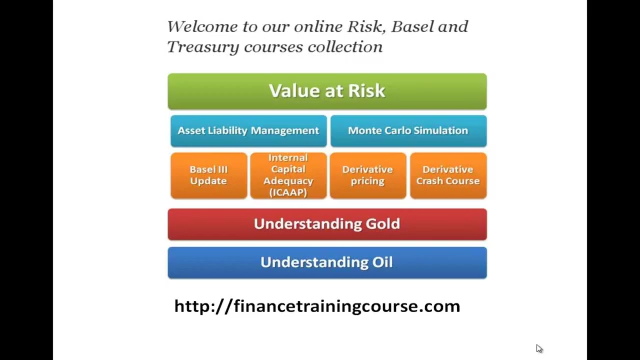 Welcome to our online Risk, Basel and
Treasury courses collection
Value at Risk
Asset Liability Management
Monte Carlo Simulation
Basel III
Update
Internal
Capital
Adequacy
(ICAAP)
Derivative
pricing
Derivative
Crash Course
Understanding Gold
Understanding Oil
http://financetrainingcourse.com